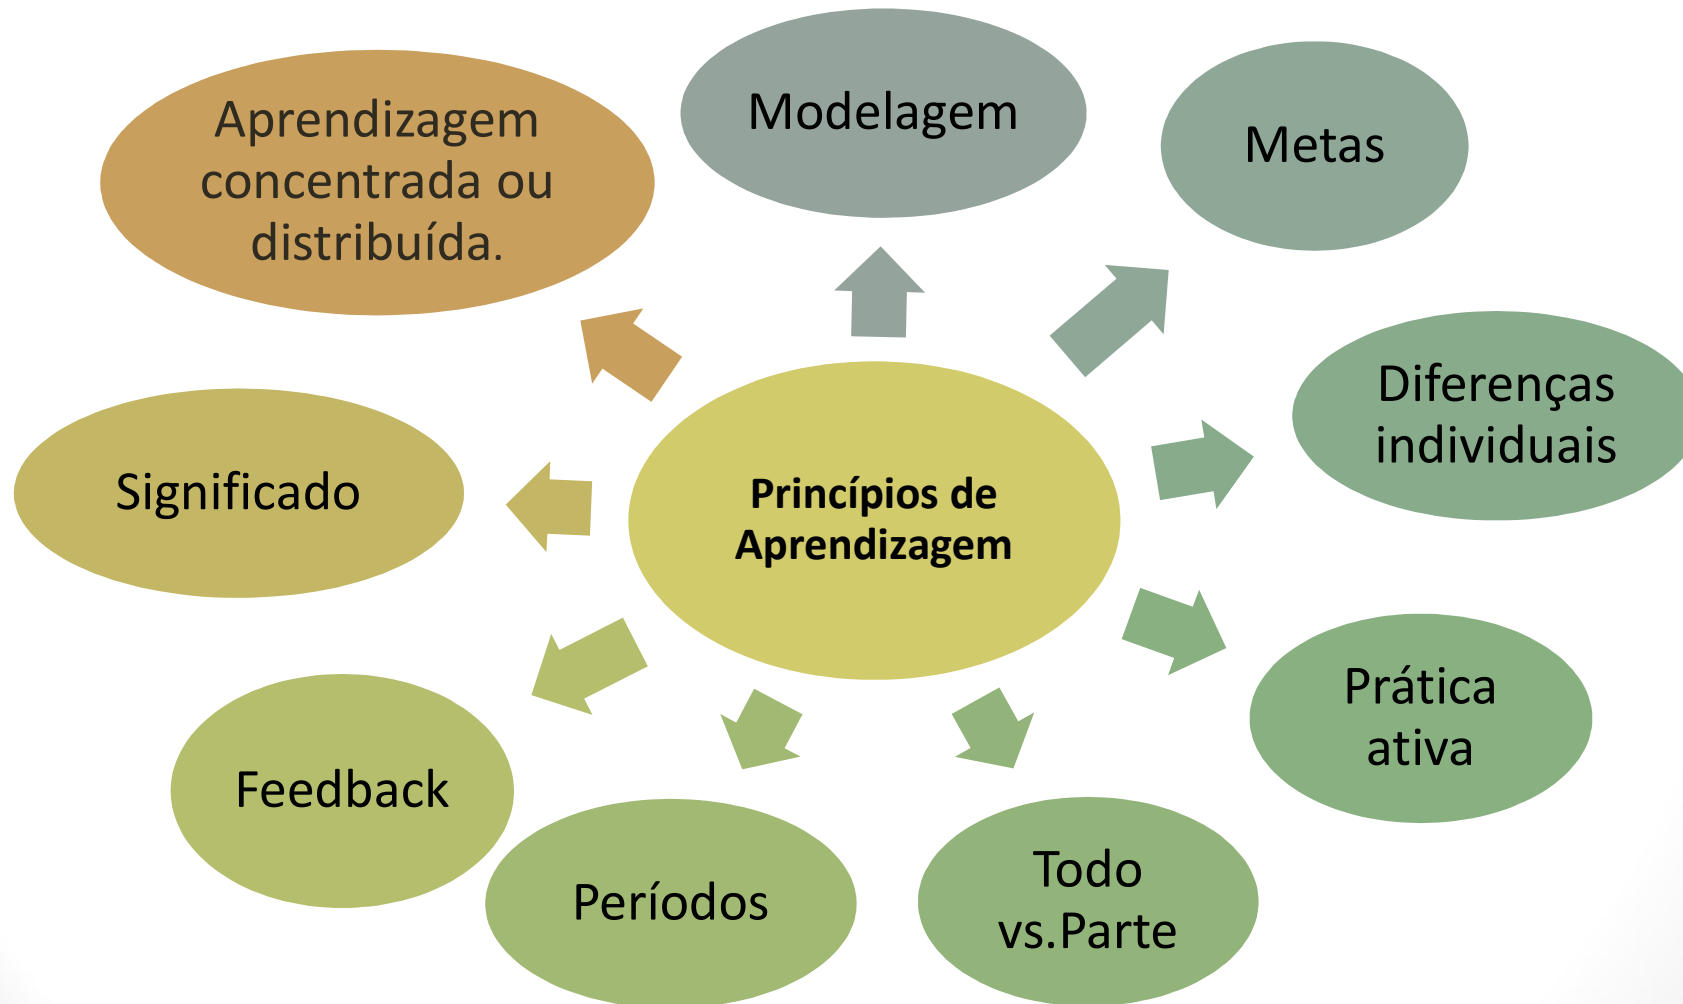 Modelagem
Metas
Diferenças
individuais
Prática
ativa
Todo
vs.Parte
Períodos
Feedback
Significado
Aprendizagem
concentrada ou
distribuída.
Princípios de
Aprendizagem